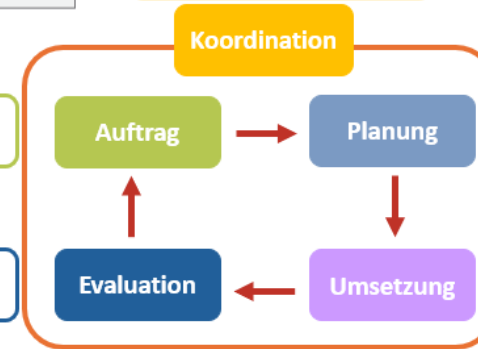 Koordination
Auftrag
Planung
Evaluation
Umsetzung